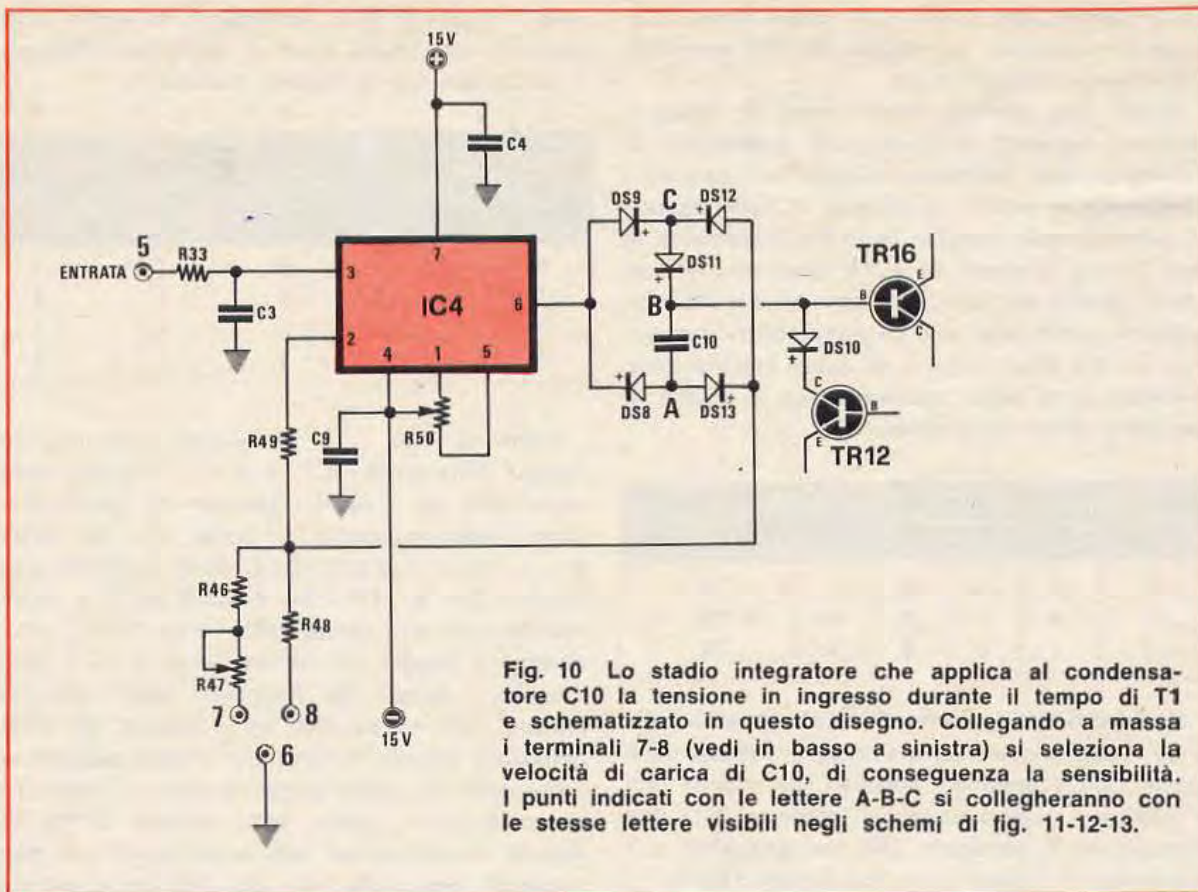 15 V
C4
DS9
C
DS12
5
ENTRATA
R33
7
DS11
TR16
E
B
C
3
IC4
6
B
C3
C10
DS10
2
4
1
5
C
B
DS8
A
DS13
E
TR12
R49
C9
R50
R46
R48
R47
7
8
6
15 V
Fig. 10 Lo stadio integratore che applica al condensa-
tore C10 la tensione in ingresso durante il tempo di T1
e schematizzato in questo disegno. Collegando a massa
i terminali 7-8 (vedi in basso a sinistra) si seleziona la
velocità di carica di C10, di conseguenza la sensibilità.
I punti indicati con le lettere A-B-C si collegheranno con
le stesse lettere visibili negli schemi di fig. 11-12-13.